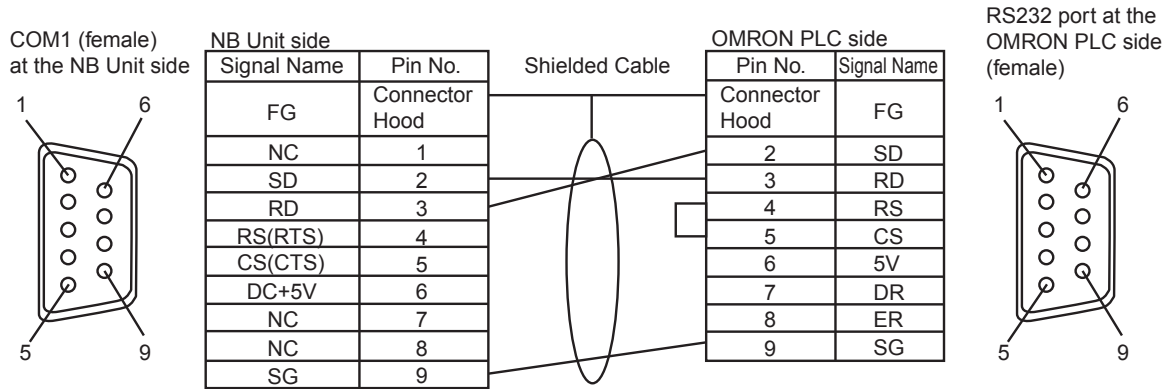 COM1 (female)
at the NB Unit side
1
6
5
9
NB Unit side
Signal Name Pin No.
FG Connector
Hood
NC 1
SD 2
RD 3
RS(RTS) 4
CS(CTS) 5
DC+5V 6
NC 7
NC 8
SG 9
Shielded Cable
OMRON PLC side
Pin No. Signal Name
Connector
Hood FG
2 SD
3 RD
4 RS
5 CS
6 5V
7 DR
8 ER
9 SG
RS232 port at the
OMRON PLC side
(female)
1
6
5
9